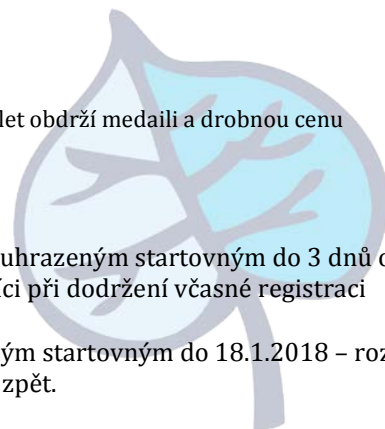 let obdrží medaili a drobnou cenu
uhrazeným startovným do 3 dnů
ci při dodržení včasné registraci
ým startovným do 18.1.2018 – roz
zpět.